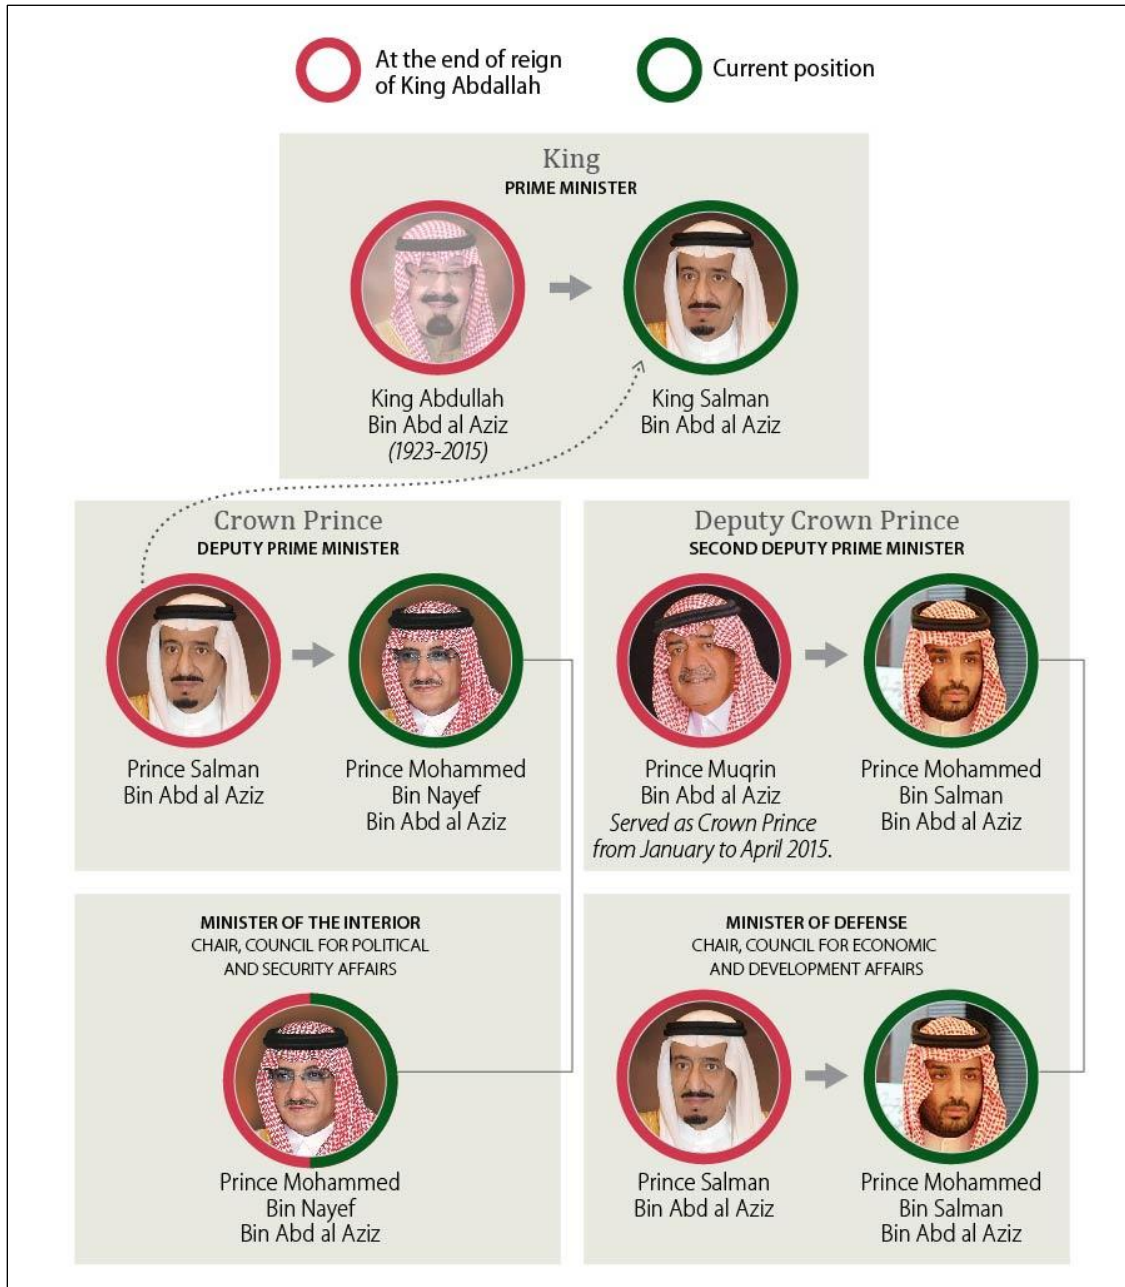 At the end of reign
of King Abdallah
Current position
King
PRIME MINISTER
King Abdullah
Bin Abd al Aziz
(1923-2015)
King Salman
Bin Abd al Aziz
Crown Prince
DEPUTY PRIME MINISTER
Prince Salman
Bin Abd al Aziz
Prince Mohammed
Bin Nayef
Bin Abd al Aziz
Deputy Crown Prince
SECOND DEPUTY PRIME MINISTER
Prince Muqrin
Bin Abd al Aziz
Served as Crown Prince
from January to April 2015.
Prince Mohammed
Bin Salman
Bin Abd al Aziz
MINISTER OF THE INTERIOR
CHAIR, COUNCIL FOR POLITICAL
AND SECURITY AFFAIRS
Prince Mohammed
Bin Nayef
Bin Abd al Aziz
MINISTER OF DEFENSE
CHAIR, COUNCIL FOR ECONOMIC
AND DEVELOPMENT AFFAIRS
Prince Salman
Bin Abd al Aziz
Prince Mohammed
Bin Salman
Bin Abd al Aziz